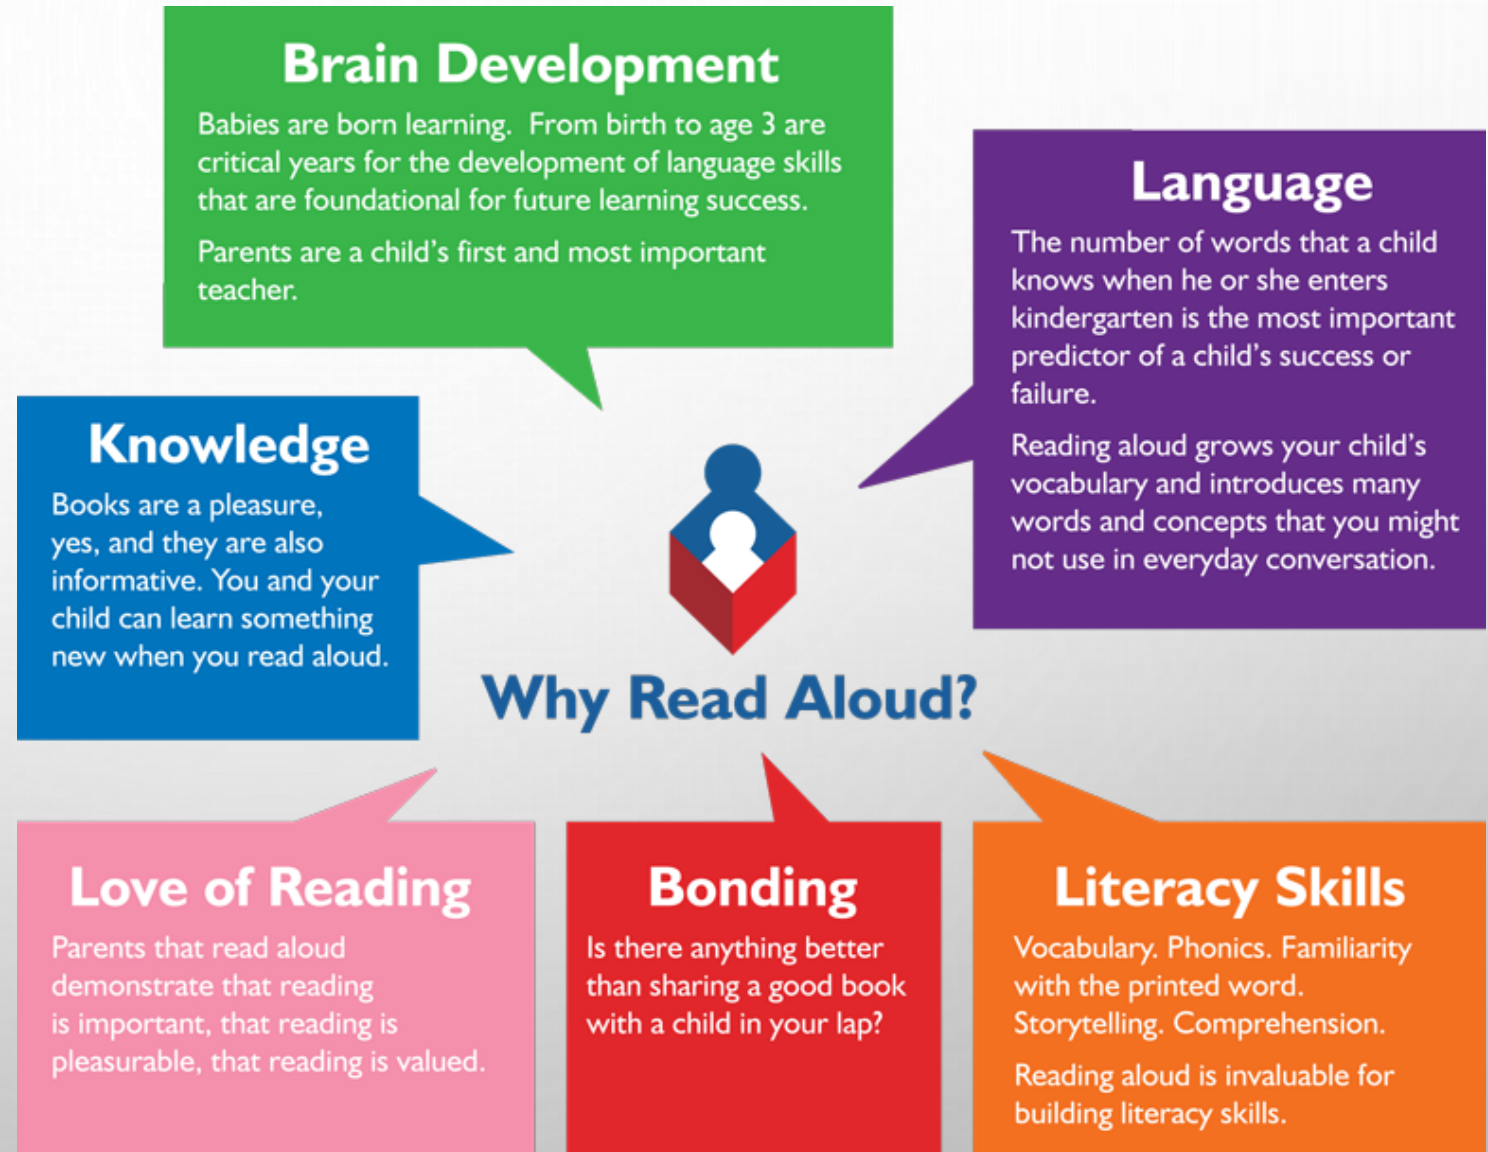 Brain Development
Babies are born learning.  From birth to age 3 are
critical years for the development of language skills
that are foundational for future learning success.
Parents are a child's first and most important
teacher.
Language
The number of words that a child
knows when he or she enters
kindergarten is the most important
predictor of a child's success or
failure.
Reading aloud grows your child's
vocabulary and introduces many
words and concepts that you might
not use in everyday conversation.
Knowledge
Books are a pleasure,
yes, and they are also
informative. You and your
child can learn something
new when you read aloud.
Why Read Aloud?
Love of Reading
Parents that read aloud
demonstrate that reading
is important, that reading is
pleasurable, that reading is valued.
Bonding
Is there anything better
than sharing a good book
with a child in your lap?
Literacy Skills
Vocabulary. Phonics. Familiarity
with the printed word.
Storytelling. Comprehension.
Reading aloud is invaluable for
building literacy skills.